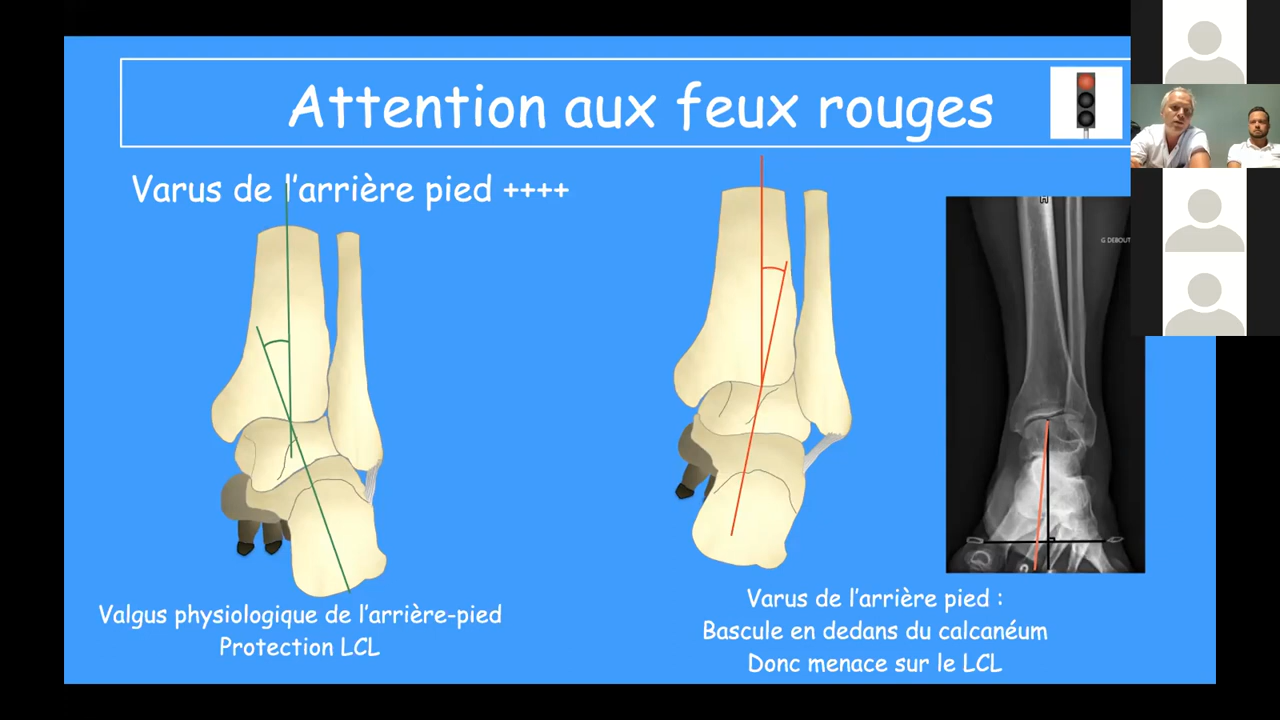 Attention aux feux rouges
Varus de l'arrière pied ++++
G DEBOUT
Valgus physiologique de l'arrière-pied
Protection LCL
Varus de l'arrière pied :
Bascule en dedans du calcanéum
Donc menace sur le LCL